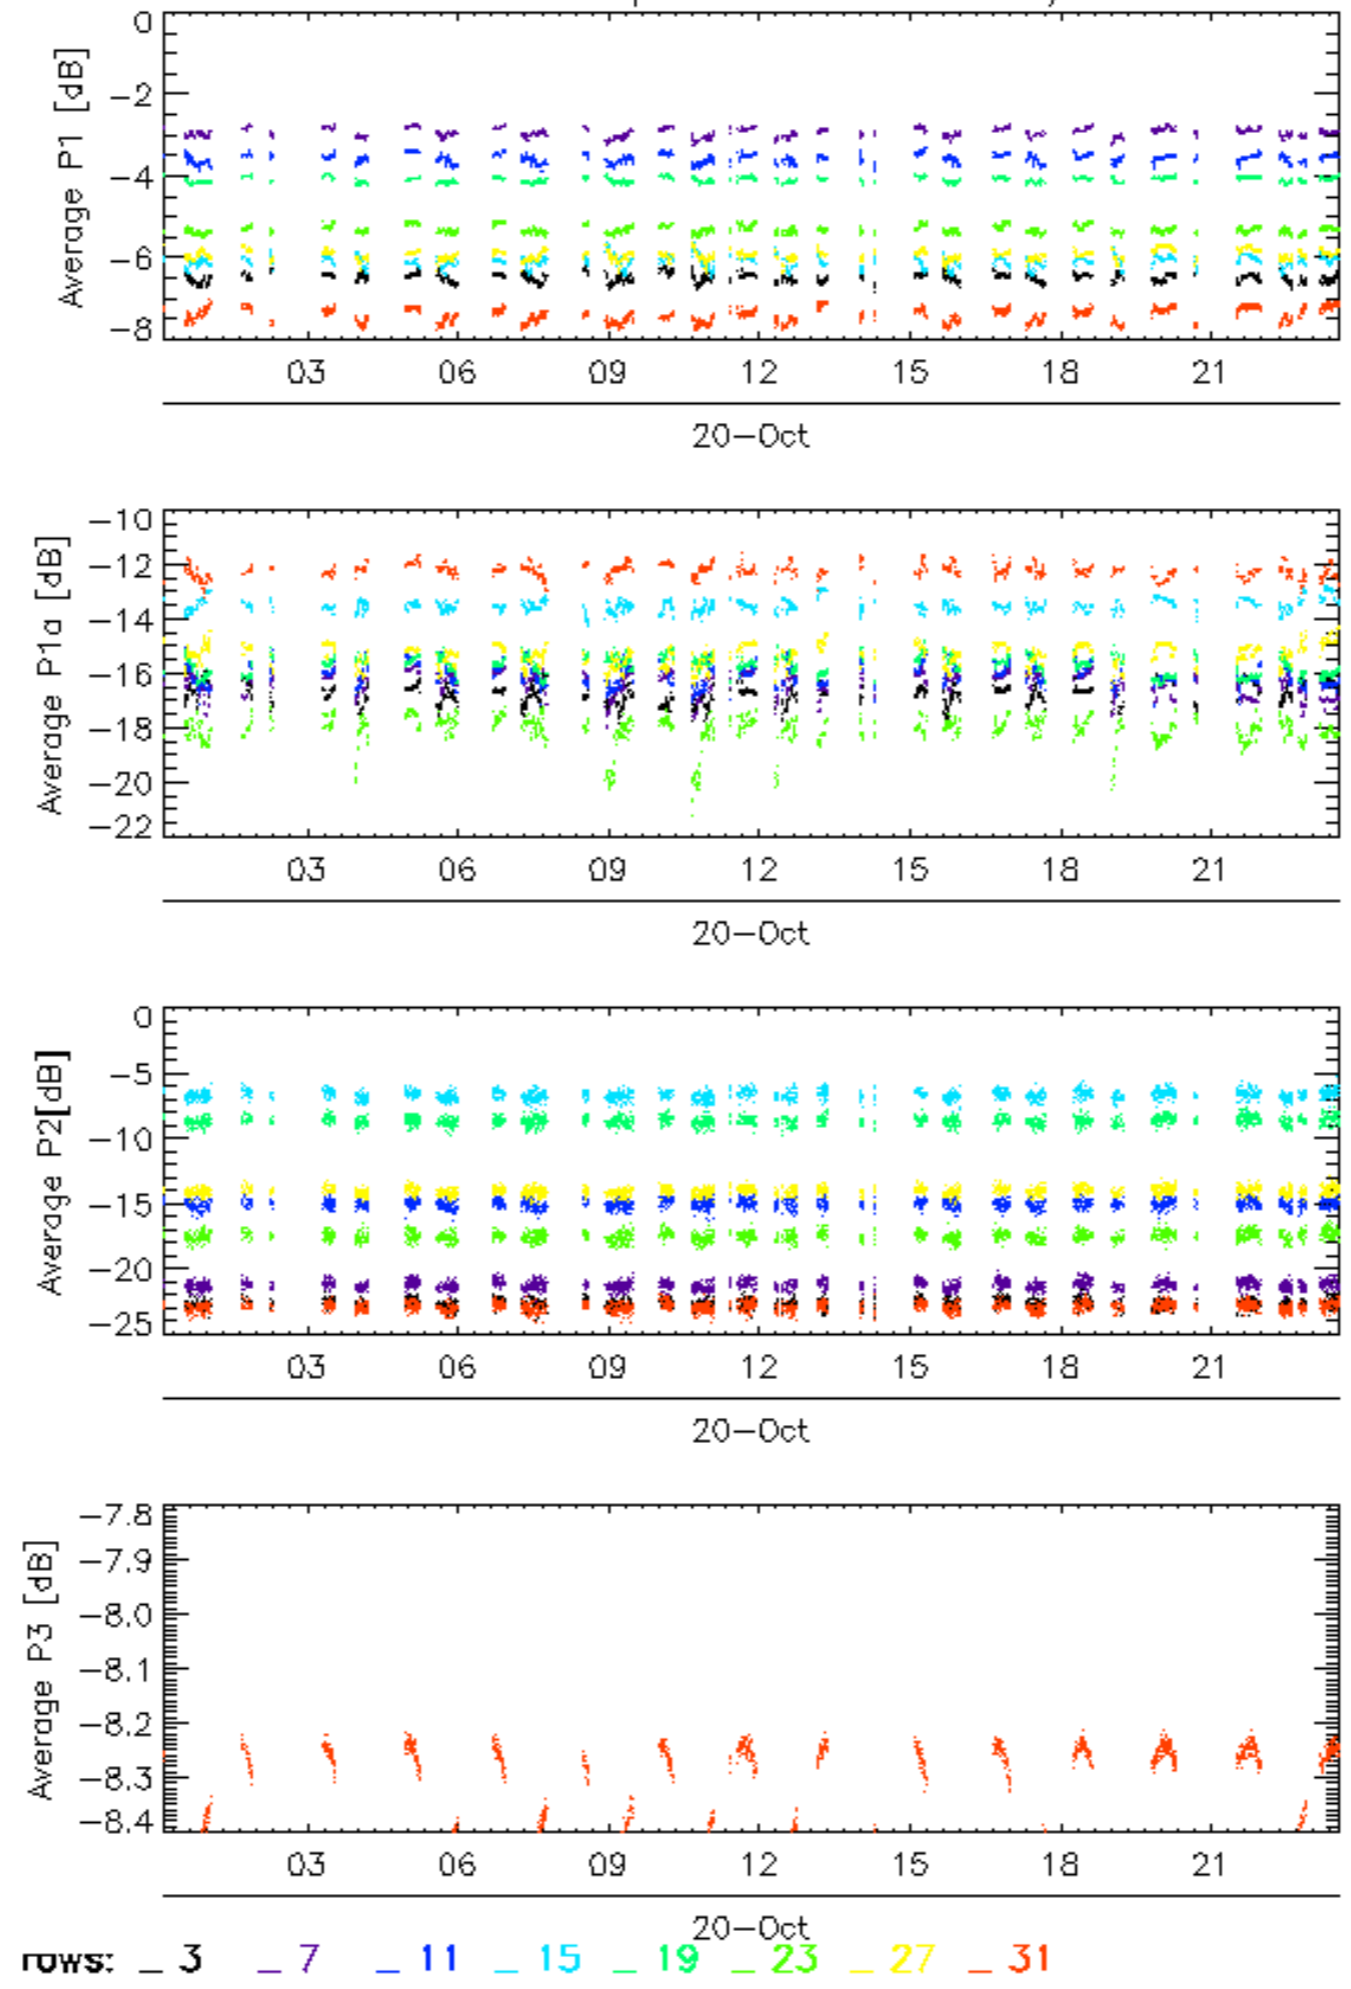 Average P1 [dB]
0
−2
−4
−6
−8
03 06 09 12 15 18 21
20−Oct
Average P1a [dB]
−10
−12
−14
−16
−18
−20
−22
03 06 09 12 15 18 21
20−Oct
Average P2[dB]
0
−5
−10
−15
−20
−25
03 06 09 12 15 18 21
20−Oct
Average P3 [dB]
−7.8
−7.9
−8.0
−8.1
−8.2
−8.3
−8.4
03 06 09 12 15 18 21
20−Oct
rows: _ 3 _ 7 _ 11 _ 15 _ 19 _ 23 _ 27 _ 31